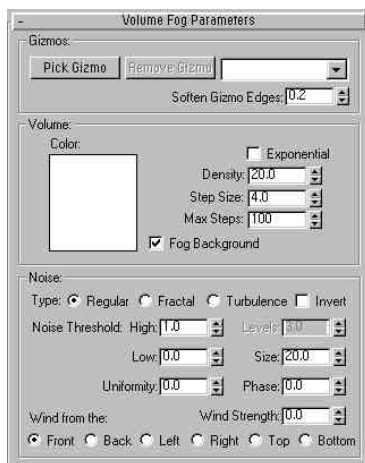 - Volume Fog Parameters
Gizmos:
Pick Gizmo Remove Gizmo
Soften Gizmo Edges: 0.2
Volume:
Color:
Exponential
Density: 20.0
Step Size: 4.0
Max Steps: 100
Fog Background
Noise:
Type: Regular Fractal Turbulence Invert
Noise Threshold: High: 1.0 Levels: 3.0
Low: 0.0 Size: 20.0
Uniformity: 0.0 Phase: 0.0
Wind from the: Wind Strength: 0.0
Front Back Left Right Top Bottom